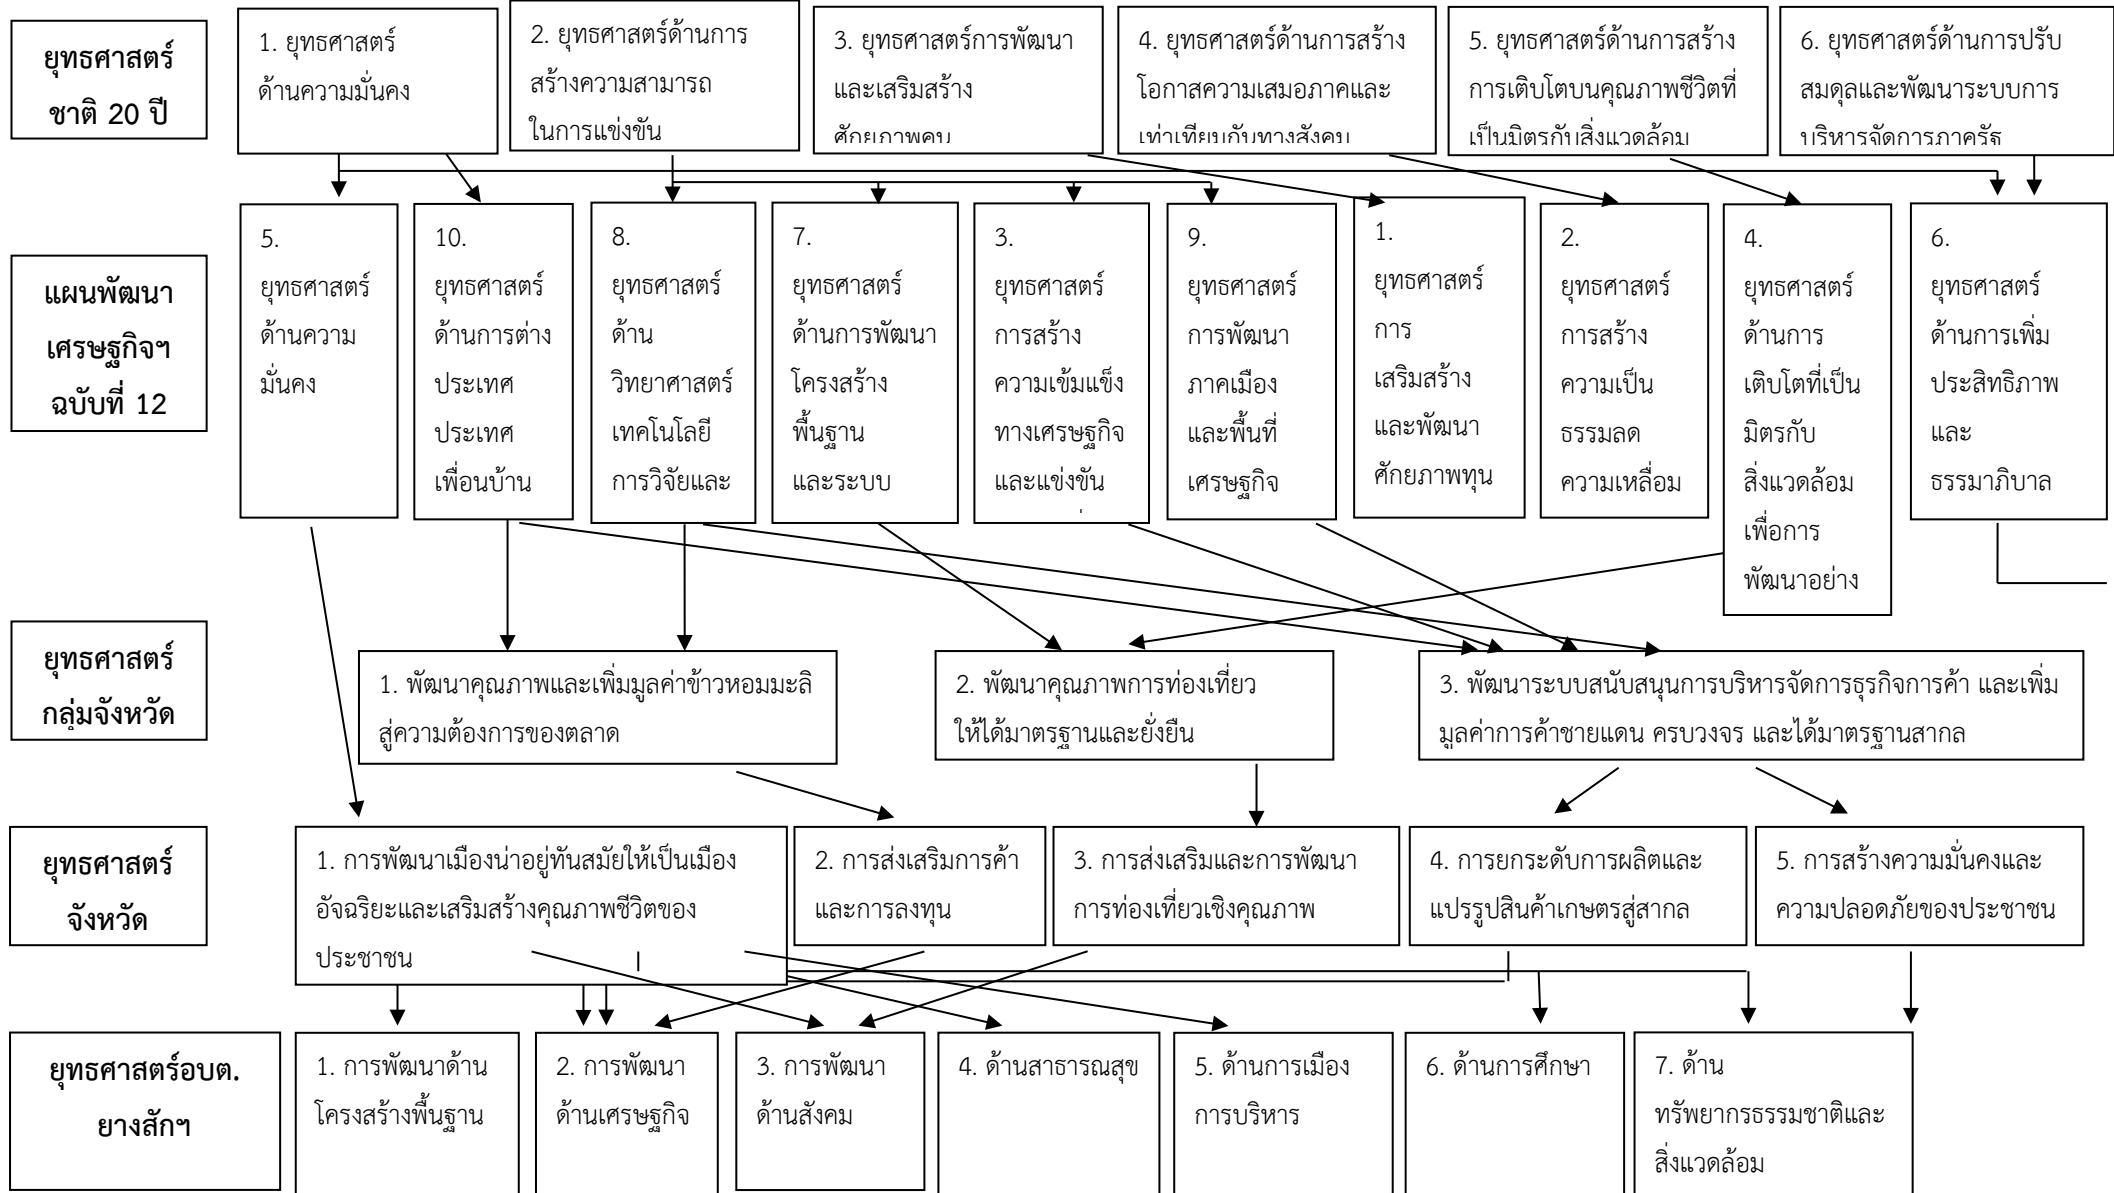 ยุทธศาสตร์
ชาติ 20 ปี
1. ยุทธศาสตร์
ด้านความมั่นคง
2. ยุทธศาสตร์ด้านการ
สร้างความสามารถ
ในการแข่งขัน
3. ยุทธศาสตร์การพัฒนา
และเสริมสร้าง
ศักยภาพคน
4. ยุทธศาสตร์ด้านการสร้าง
โอกาสความเสมอภาคและ
เท่าเทียมกับทางสังคม
5. ยุทธศาสตร์ด้านการสร้าง
การเติบโตบนคุณภาพชีวิตที่
เป็นมิตรกับสิ่งแวดล้อม
6. ยุทธศาสตร์ด้านการปรับ
สมดุลและพัฒนาระบบการ
บริหารจัดการภาครัฐ
แผนพัฒนา
เศรษฐกิจฯ
ฉบับที่ 12
5.
ยุทธศาสตร์
ด้านความ
มั่นคง
10.
ยุทธศาสตร์
ด้านการต่าง
ประเทศ
ประเทศ
เพื่อนบ้าน
8.
ยุทธศาสตร์
ด้าน
วิทยาศาสตร์
เทคโนโลยี
การวิจัยและ
7.
ยุทธศาสตร์
ด้านการพัฒนา
โครงสร้าง
พื้นฐาน
และระบบ
3.
ยุทธศาสตร์
การสร้าง
ความเข้มแข็ง
ทางเศรษฐกิจ
และแข่งขัน
9.
ยุทธศาสตร์
การพัฒนา
ภาคเมือง
และพื้นที่
เศรษฐกิจ
1.
ยุทธศาสตร์
การ
เสริมสร้าง
และพัฒนา
ศักยภาพทุน
2.
ยุทธศาสตร์
การสร้าง
ความเป็น
ธรรมลด
ความเหลื่อม
4.
ยุทธศาสตร์
ด้านการ
เติบโตที่เป็น
มิตรกับ
สิ่งแวดล้อม
เพื่อการ
พัฒนาอย่าง
6.
ยุทธศาสตร์
ด้านการเพิ่ม
ประสิทธิภาพ
และ
ธรรมาภิบาล
ยุทธศาสตร์
กลุ่มจังหวัด
1. พัฒนาคุณภาพและเพิ่มมูลค่าข้าวหอมมะลิ
สู่ความต้องการของตลาด
2. พัฒนาคุณภาพการท่องเที่ยว
ให้ได้มาตรฐานและยั่งยืน
3. พัฒนาระบบสนับสนุนการบริหารจัดการธุรกิจการค้า และเพิ่ม
มูลค่าการค้าชายแดน ครบวงจร และได้มาตรฐานสากล
ยุทธศาสตร์
จังหวัด
1. การพัฒนาเมืองน่าอยู่ทันสมัยให้เป็นเมือง
อัจฉริยะและเสริมสร้างคุณภาพชีวิตของ
ประชาชน
2. การส่งเสริมการค้า
และการลงทุน
3. การส่งเสริมและการพัฒนา
การท่องเที่ยวเชิงคุณภาพ
4. การยกระดับการผลิตและ
แปรรูปสินค้าเกษตรสู่สากล
5. การสร้างความมั่นคงและ
ความปลอดภัยของประชาชน
ยุทธศาสตร์อบต.
ยางสักฯ
1. การพัฒนาด้าน
โครงสร้างพื้นฐาน
2. การพัฒนา
ด้านเศรษฐกิจ
3. การพัฒนา
ด้านสังคม
4. ด้านสาธารณสุข
5. ด้านการเมือง
การบริหาร
6. ด้านการศึกษา
7. ด้าน
ทรัพยากรธรรมชาติและ
สิ่งแวดล้อม